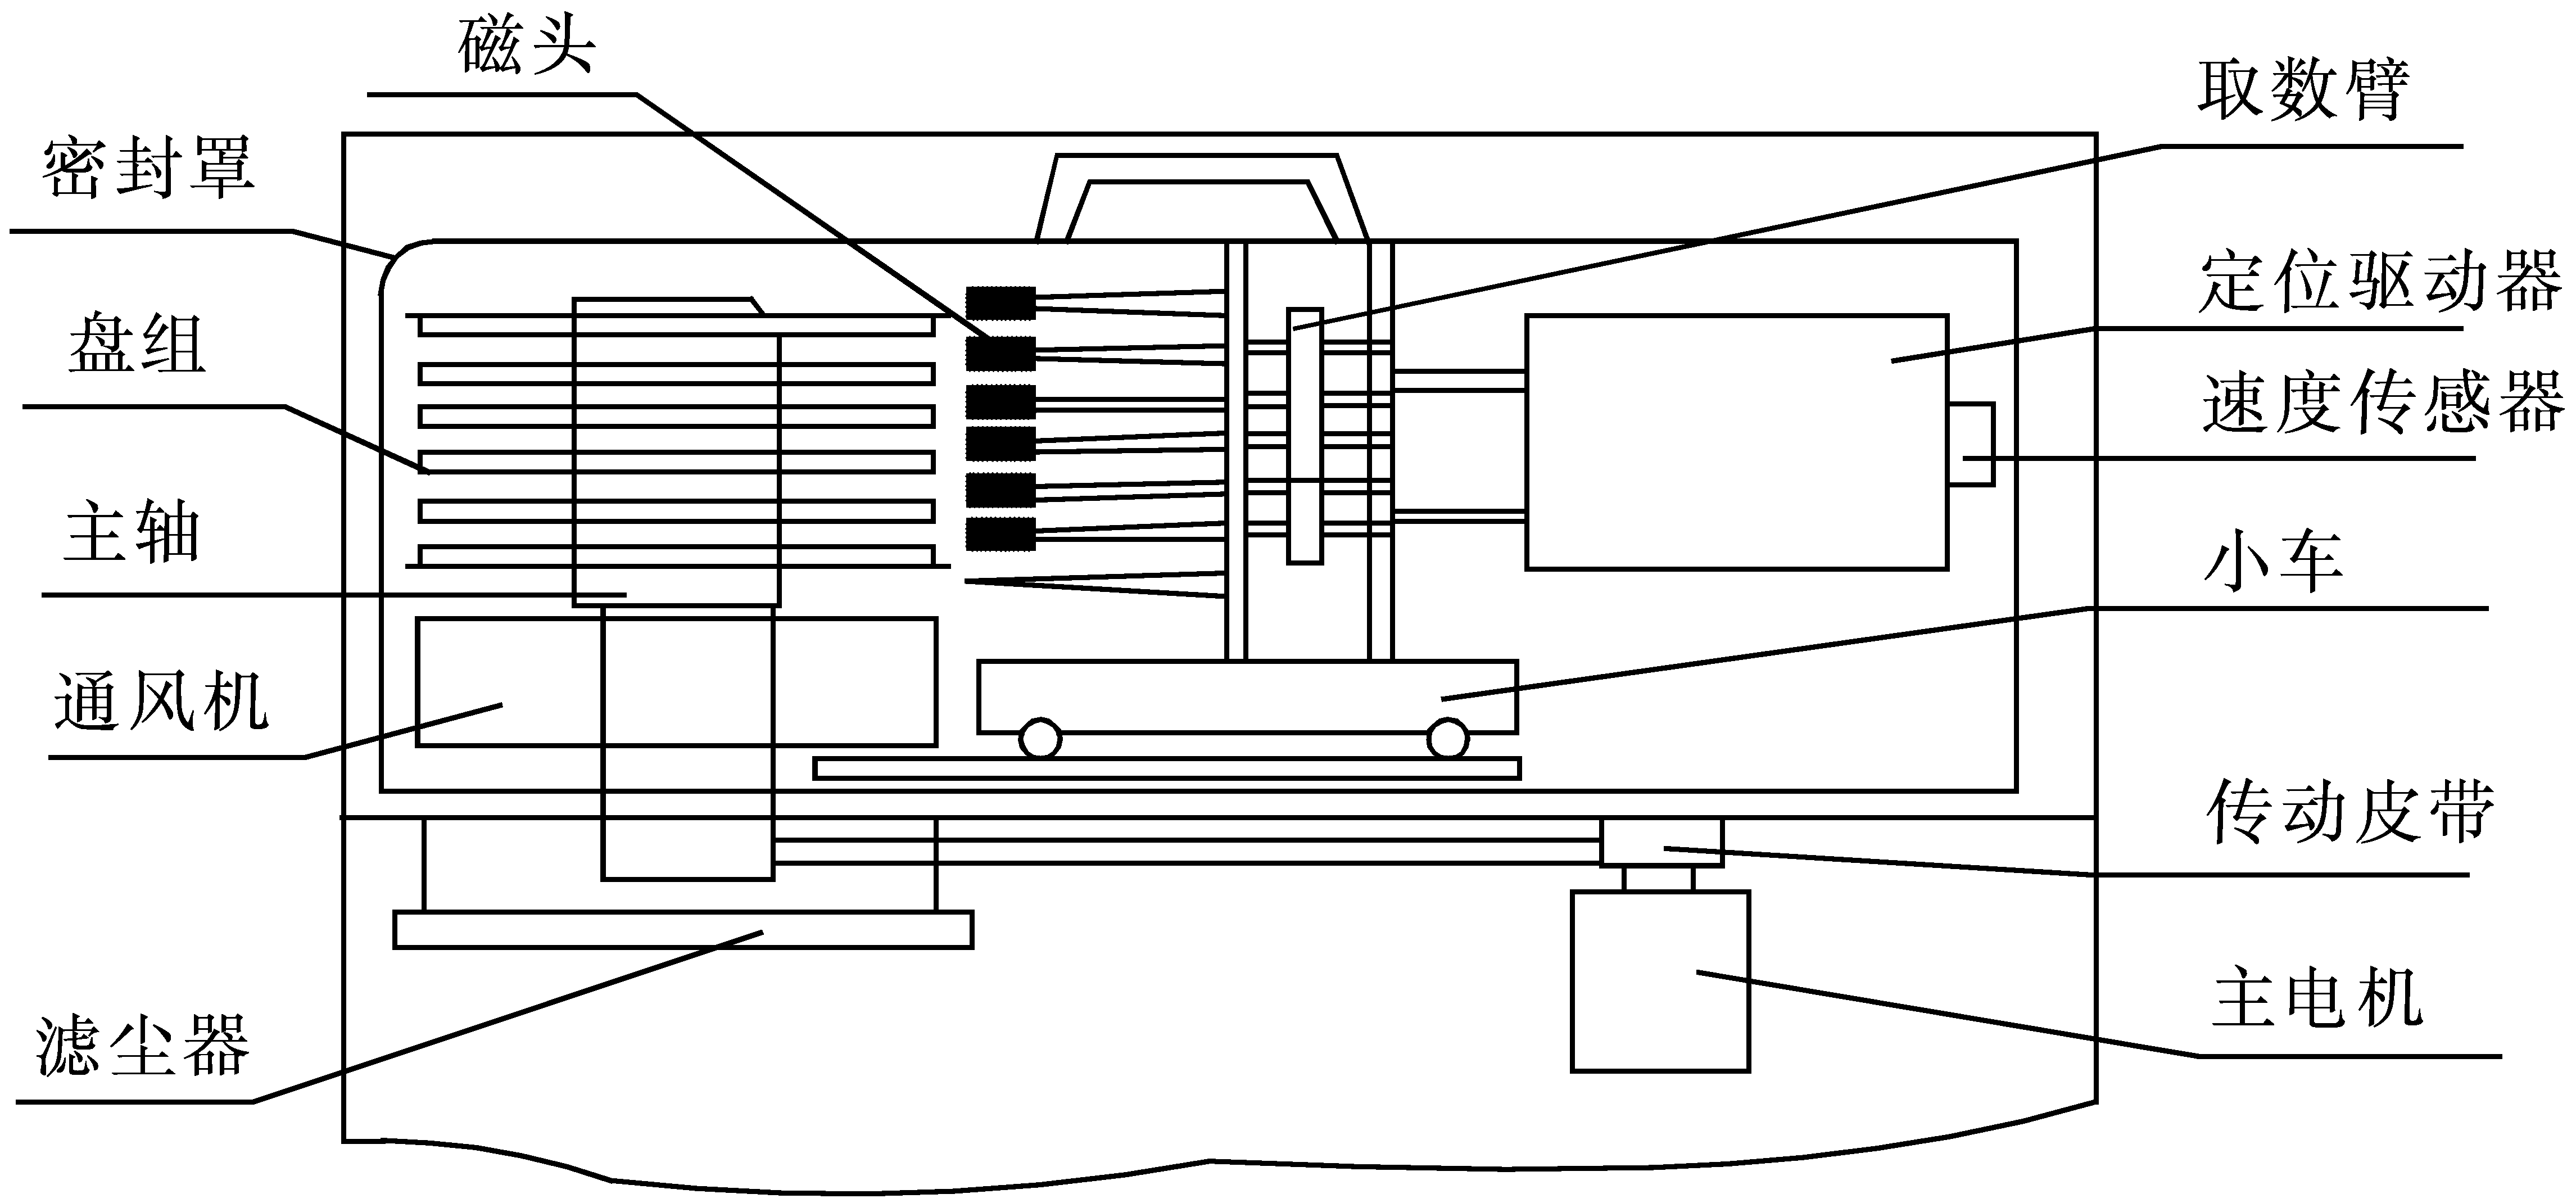 磁头
密封罩
盘组
主轴
通风机
滤尘器
取数臂
定位驱动器
速度传感器
小车
传动皮带
主电机